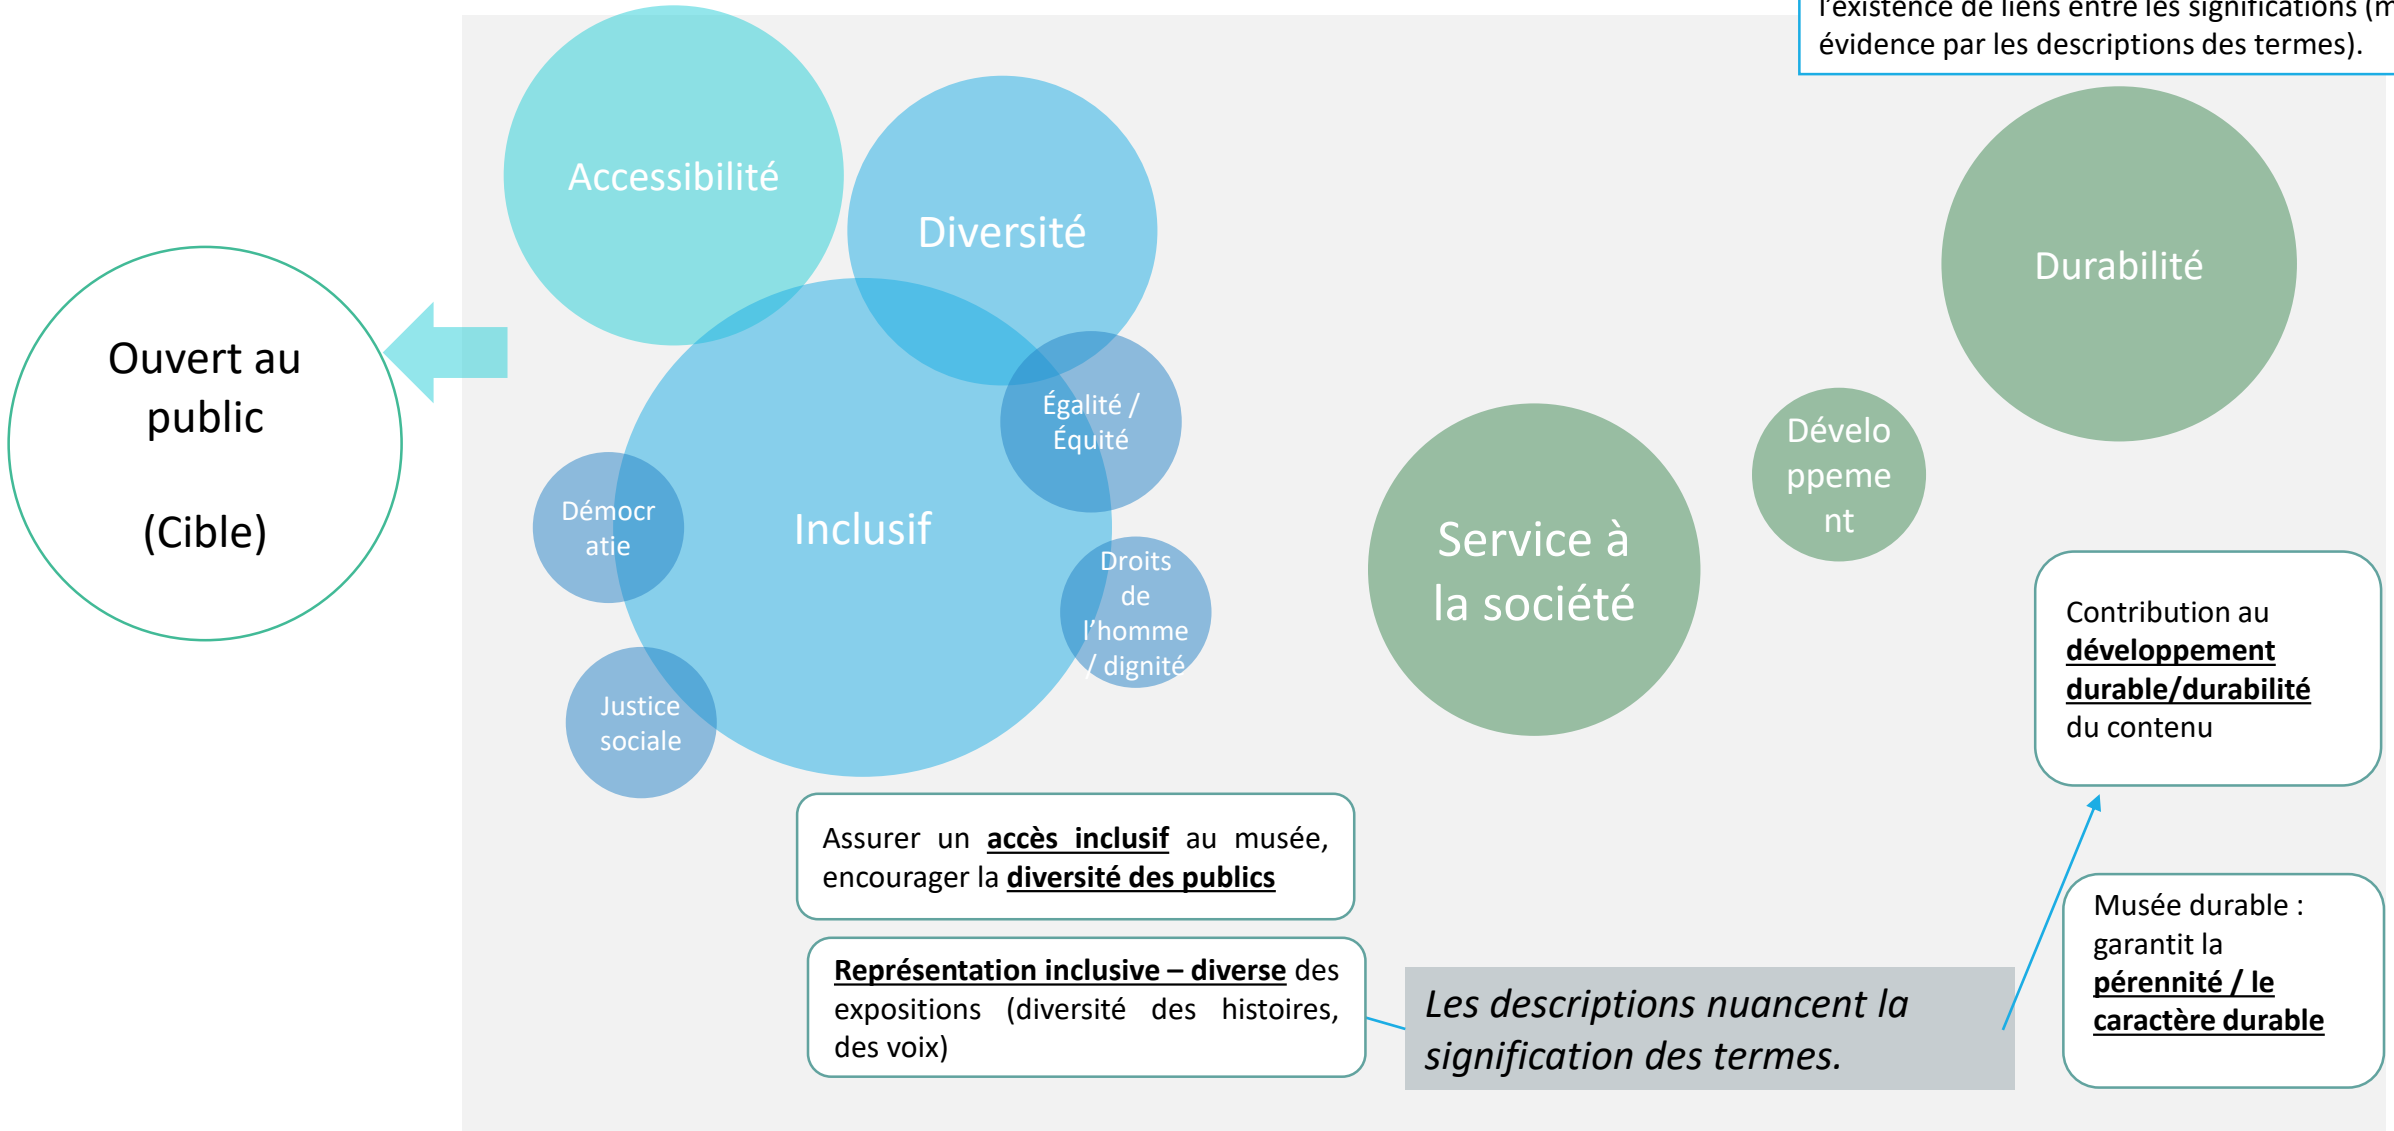 l'existence de liens entre les significations (m
évidence par les descriptions des termes).
Accessibilité
Diversité
Durabilité
Ouvert au
public
(Cible)
Égalité /
Équité
Démocr
atie
Inclusif
Droits
de
l'homme
/ dignité
Justice
sociale
Service à
la société
Dévelo
ppeme
nt
Contribution au
développement
durable/durabilité
du contenu
Assurer un accès inclusif au musée,
encourager la diversité des publics
Représentation inclusive – diverse des
expositions (diversité des histoires,
des voix)
Les descriptions nuancent la
signification des termes.
Musée durable :
garantit la
pérennité / le
caractère durable